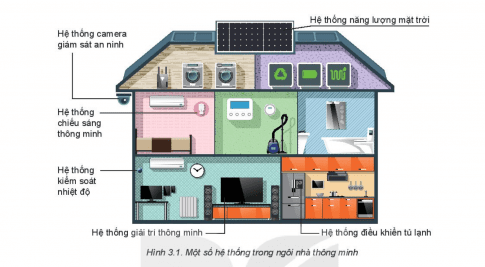 Hệ thống năng lượng mặt trời
Hệ thống camera
giám sát an ninh
Hệ thống
chiếu sáng
thông minh
Hệ thống
kiểm soát
nhiệt độ
Hệ thống giải trí thông minh
Hệ thống điều khiển tủ lạnh
Hình 3.1. Một số hệ thống trong ngôi nhà thông minh